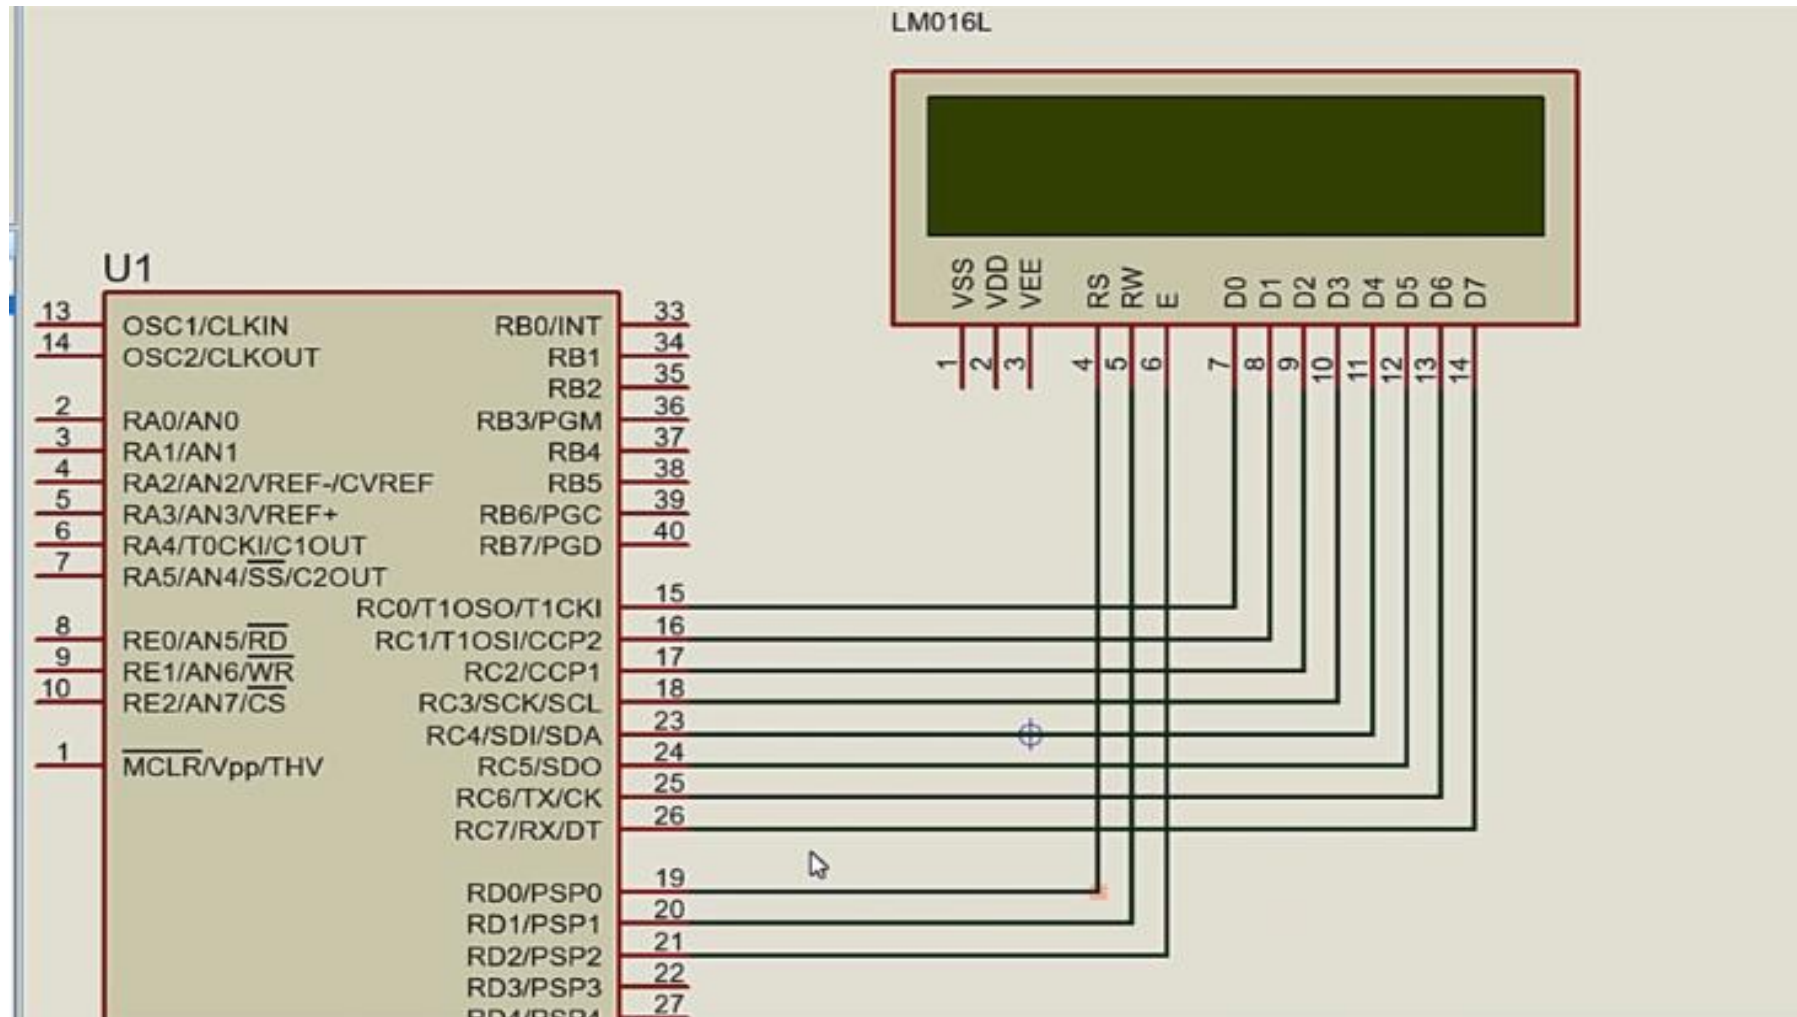 LM016L
VSS VDD VEE RS RW E D0 D1 D2 D3 D4 D5 D6 D7
1 2 3 4 5 6 7 8 9 10 11 12 13 14
U1
13 OSC1/CLKIN RB0/INT 33
14 OSC2/CLKOUT RB1 34
RB2 35
2 RA0/AN0 RB3/PGM 36
3 RA1/AN1 RB4 37
4 RA2/AN2/VREF-/CVREF RB5 38
5 RA3/AN3/VREF+ RB6/PGC 39
6 RA4/T0CKI/C1OUT RB7/PGD 40
7 RA5/AN4/SS/C2OUT
RC0/T1OSO/T1CKI 15
8 RE0/AN5/RD RC1/T1OSI/CCP2 16
9 RE1/AN6/WR RC2/CCP1 17
10 RE2/AN7/CS RC3/SCK/SCL 18
RC4/SDI/SDA 23
1 MCLR/Vpp/THV RC5/SDO 24
RC6/TX/CK 25
RC7/RX/DT 26
RD0/PSP0 19
RD1/PSP1 20
RD2/PSP2 21
RD3/PSP3 22
RD4/PSP4 27